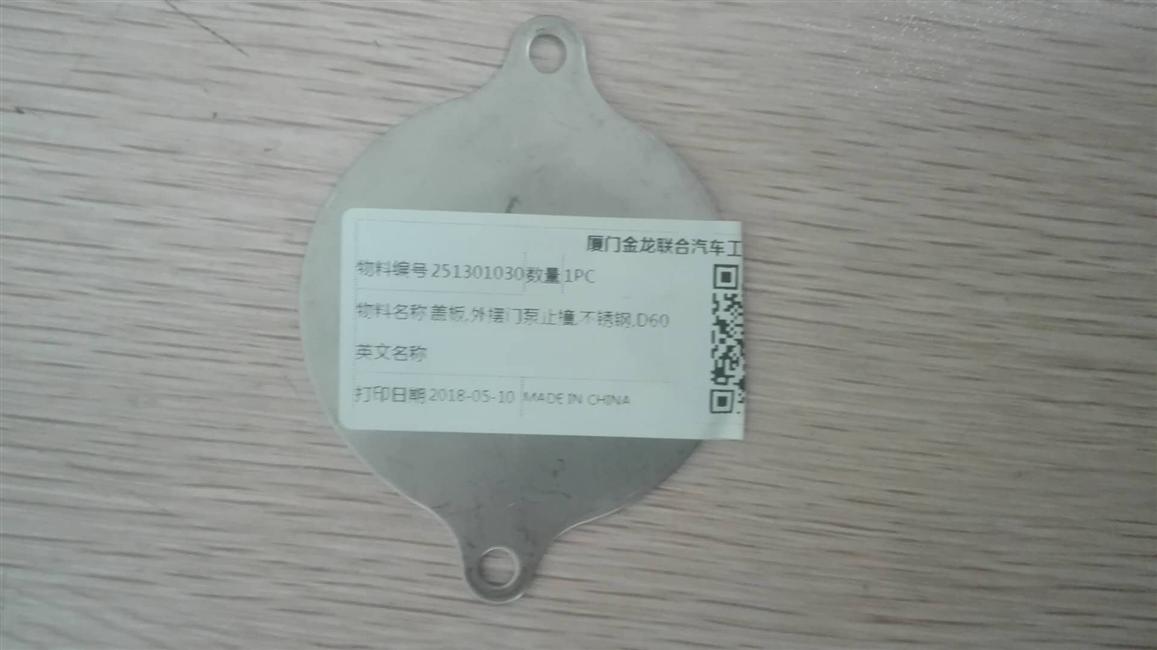 厦门金龙联合汽车工
物料编号 251301030 数量 1PC
物料名称 盖板,外摆门泵止撞,不锈钢,D60
英文名称
打印日期 2018-05-10 MADE IN CHINA